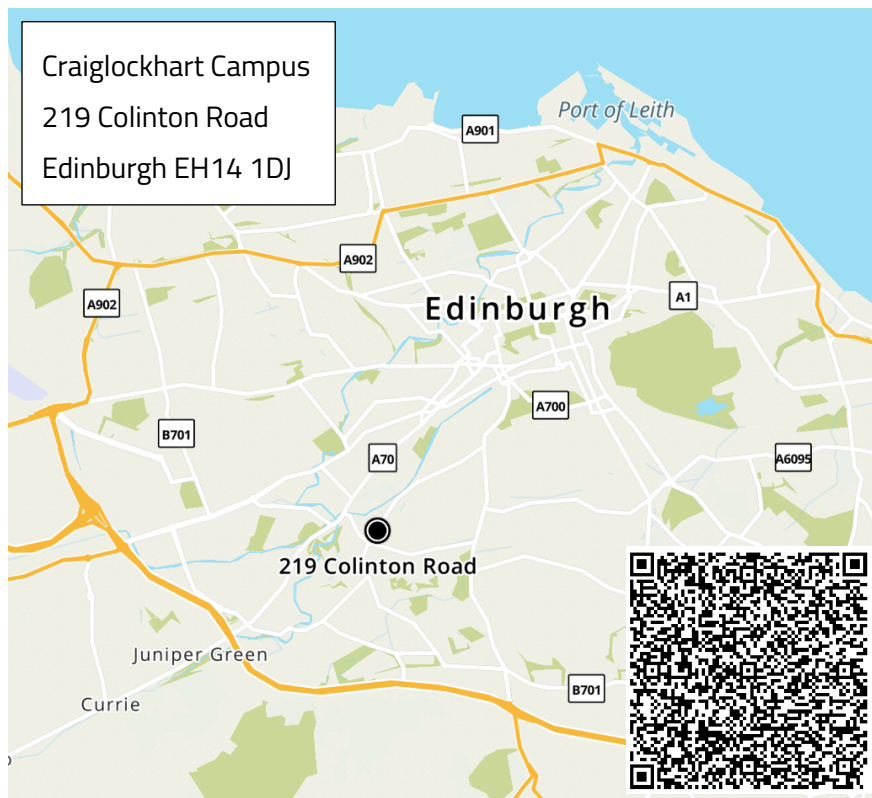 Craiglockhart Campus
219 Colinton Road
Edinburgh EH14 1DJ
Port of Leith
A901
A902
A902
A1
Edinburgh
A700
B701
A70
A6095
219 Colinton Road
Juniper Green
Currie
B701